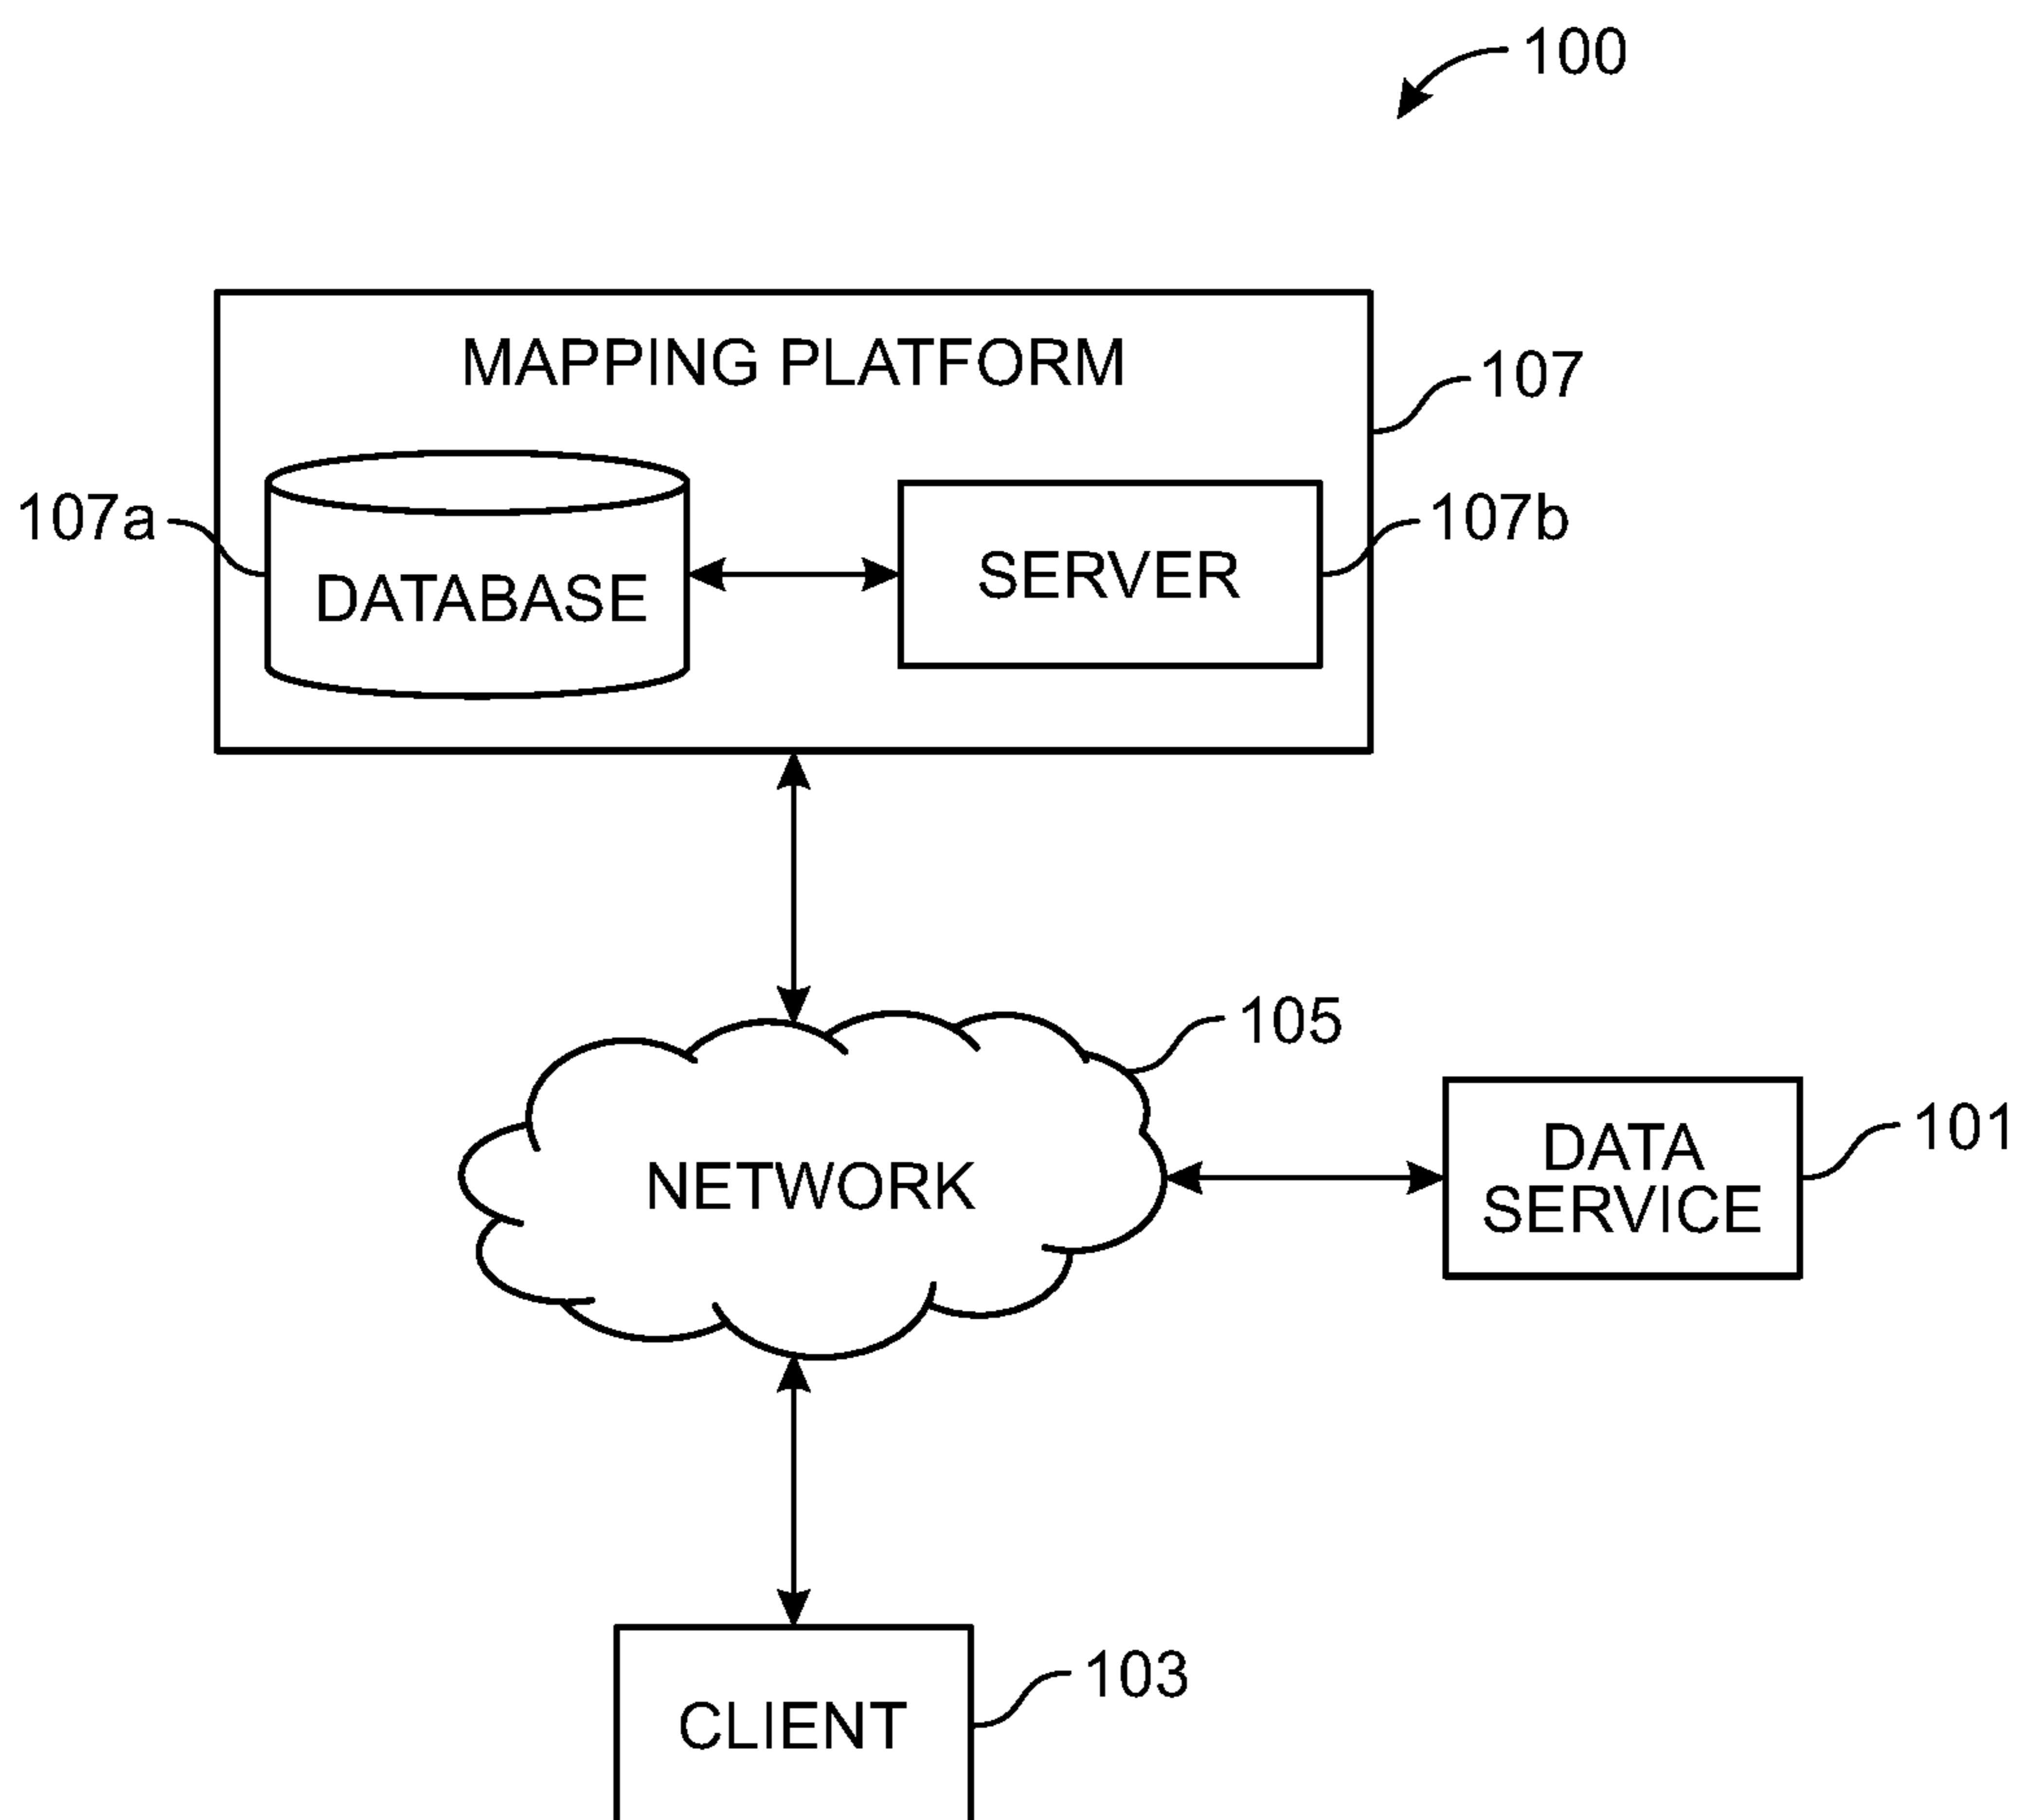 100
MAPPING PLATFORM
107
107a
DATABASE
SERVER
107b
105
NETWORK
DATA
SERVICE
101
103
CLIENT